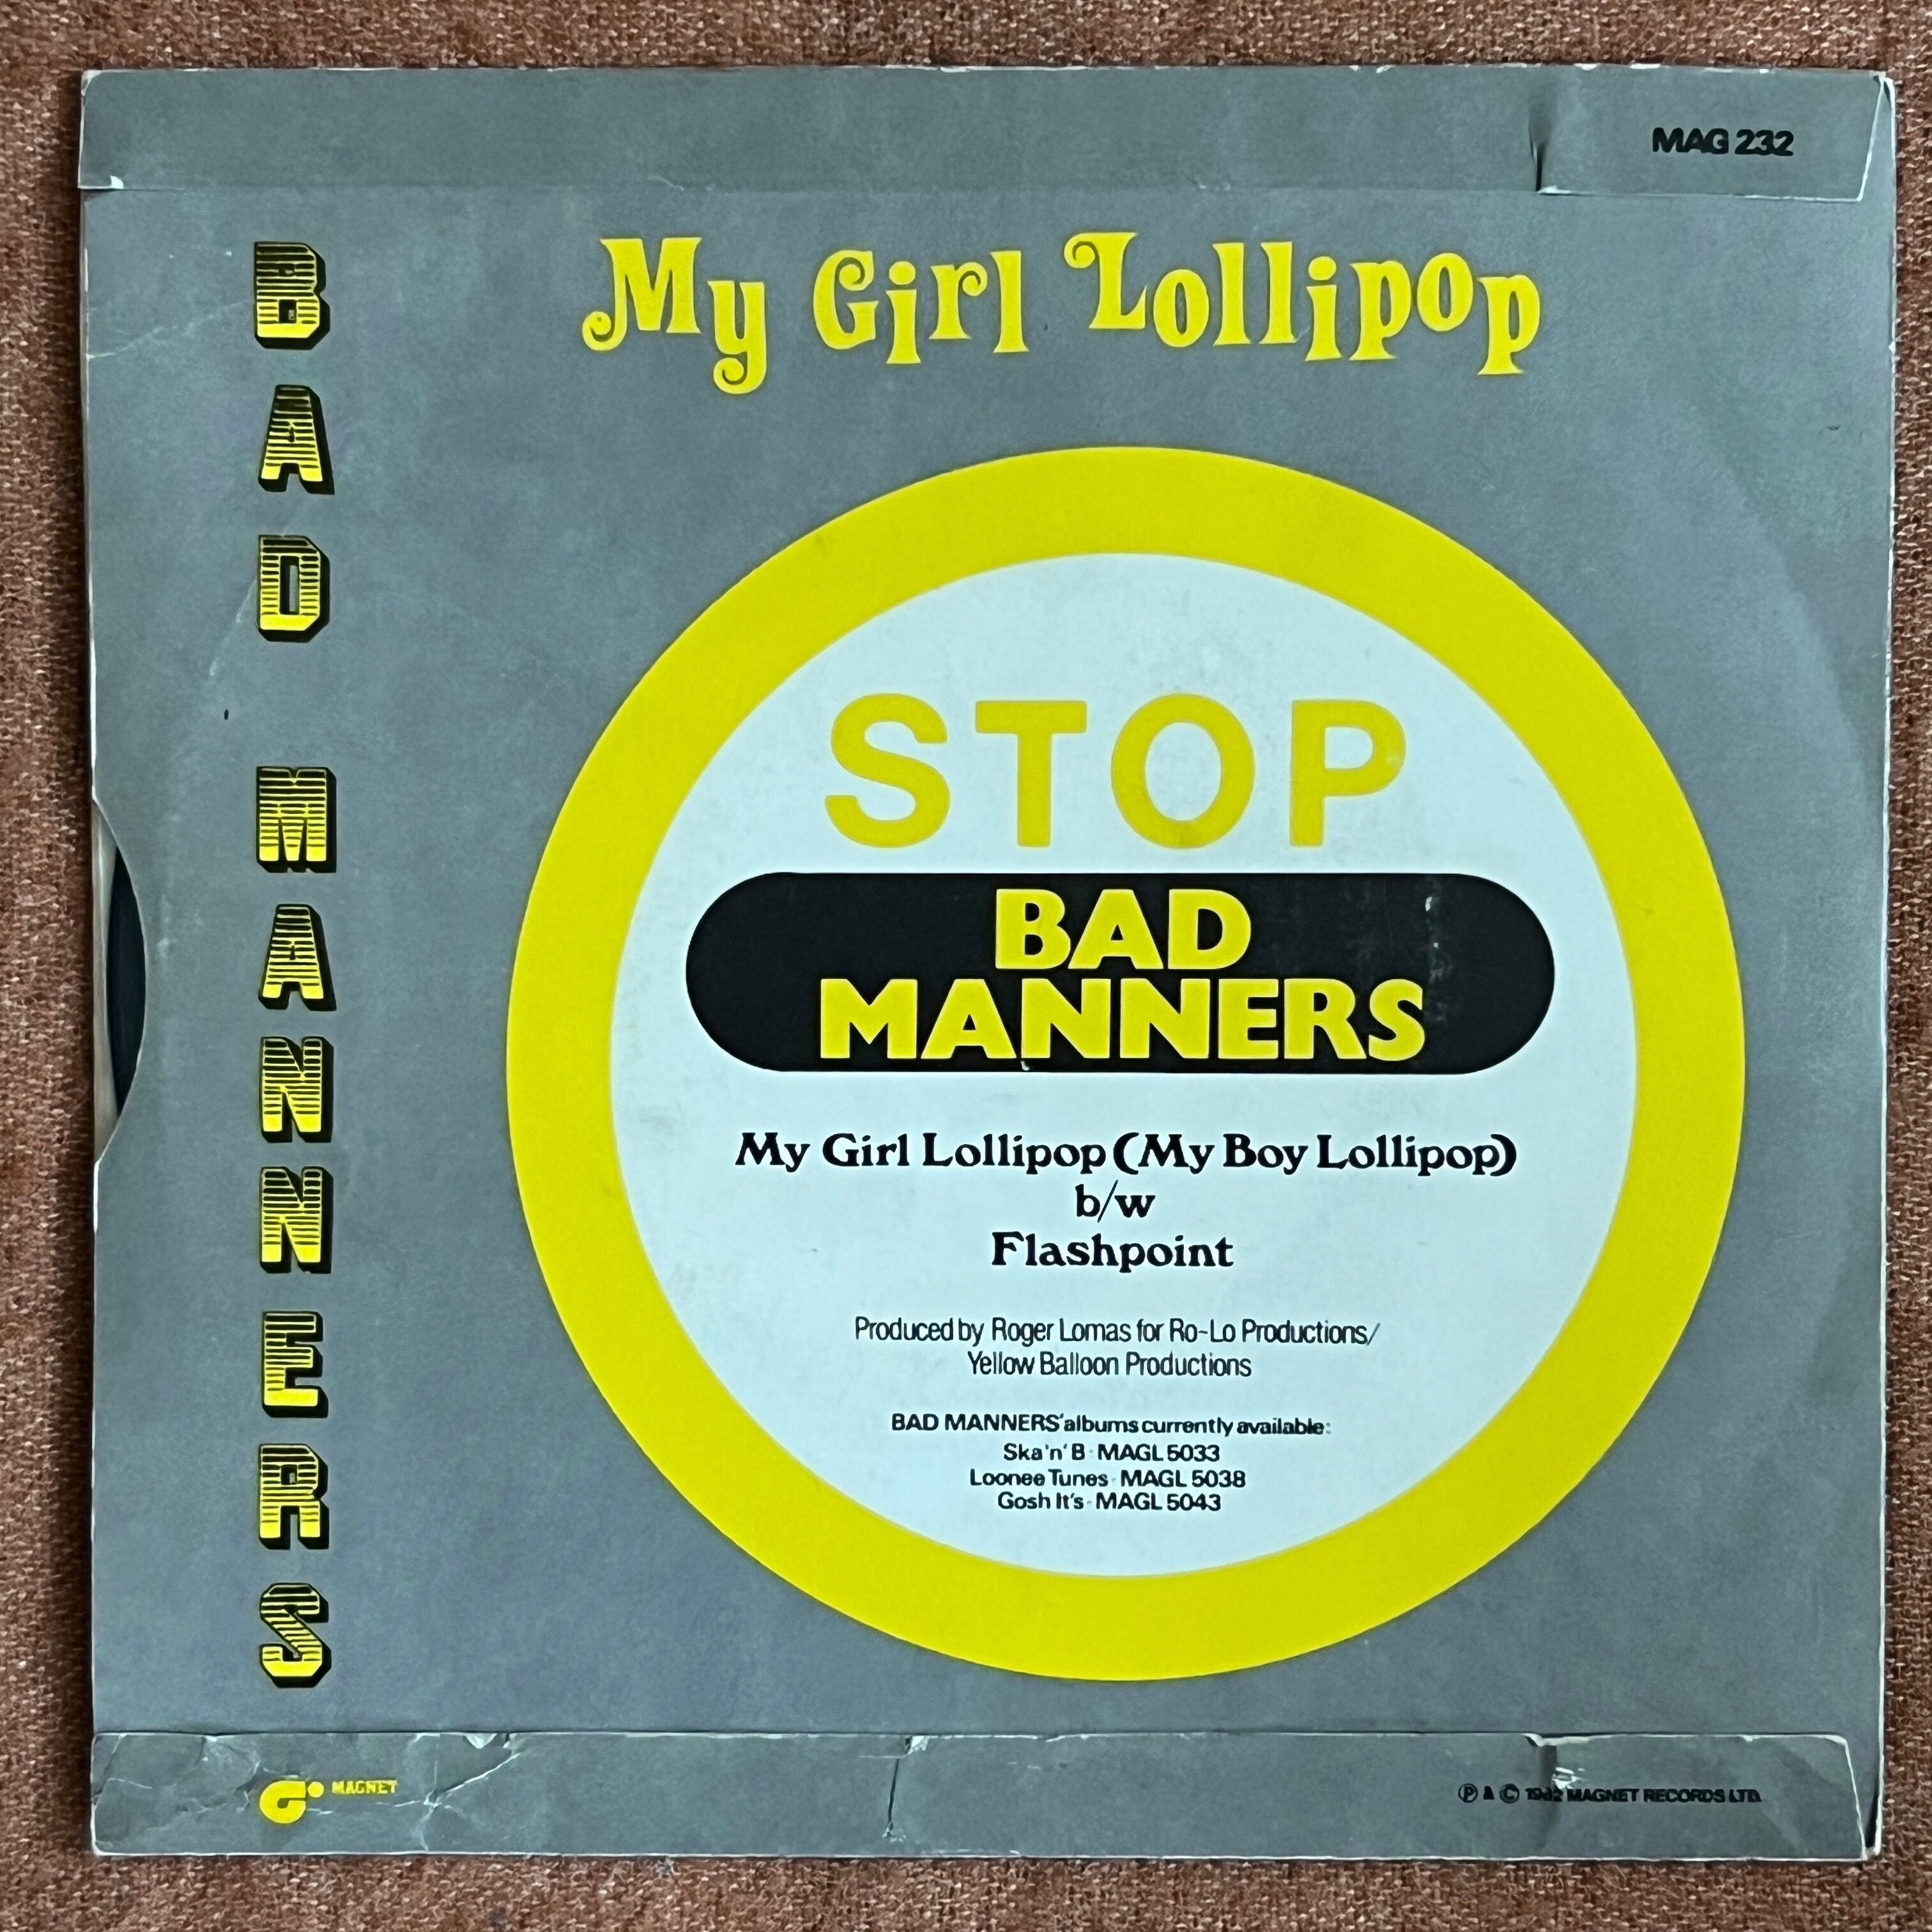 MAG 232
My Girl Lollipop
BAD MANNERS
STOP
BAD
MANNERS
My Girl Lollipop (My Boy Lollipop)
b/w
Flashpoint
Produced by Roger Lomas for Ro-Lo Productions/
Yellow Balloon Productions
BAD MANNERS' albums currently available:
Ska 'n' B · MAGL 5033
Loonee Tunes · MAGL 5038
Gosh It's · MAGL 5043
MAGNET
℗ & © 1982 MAGNET RECORDS LTD.